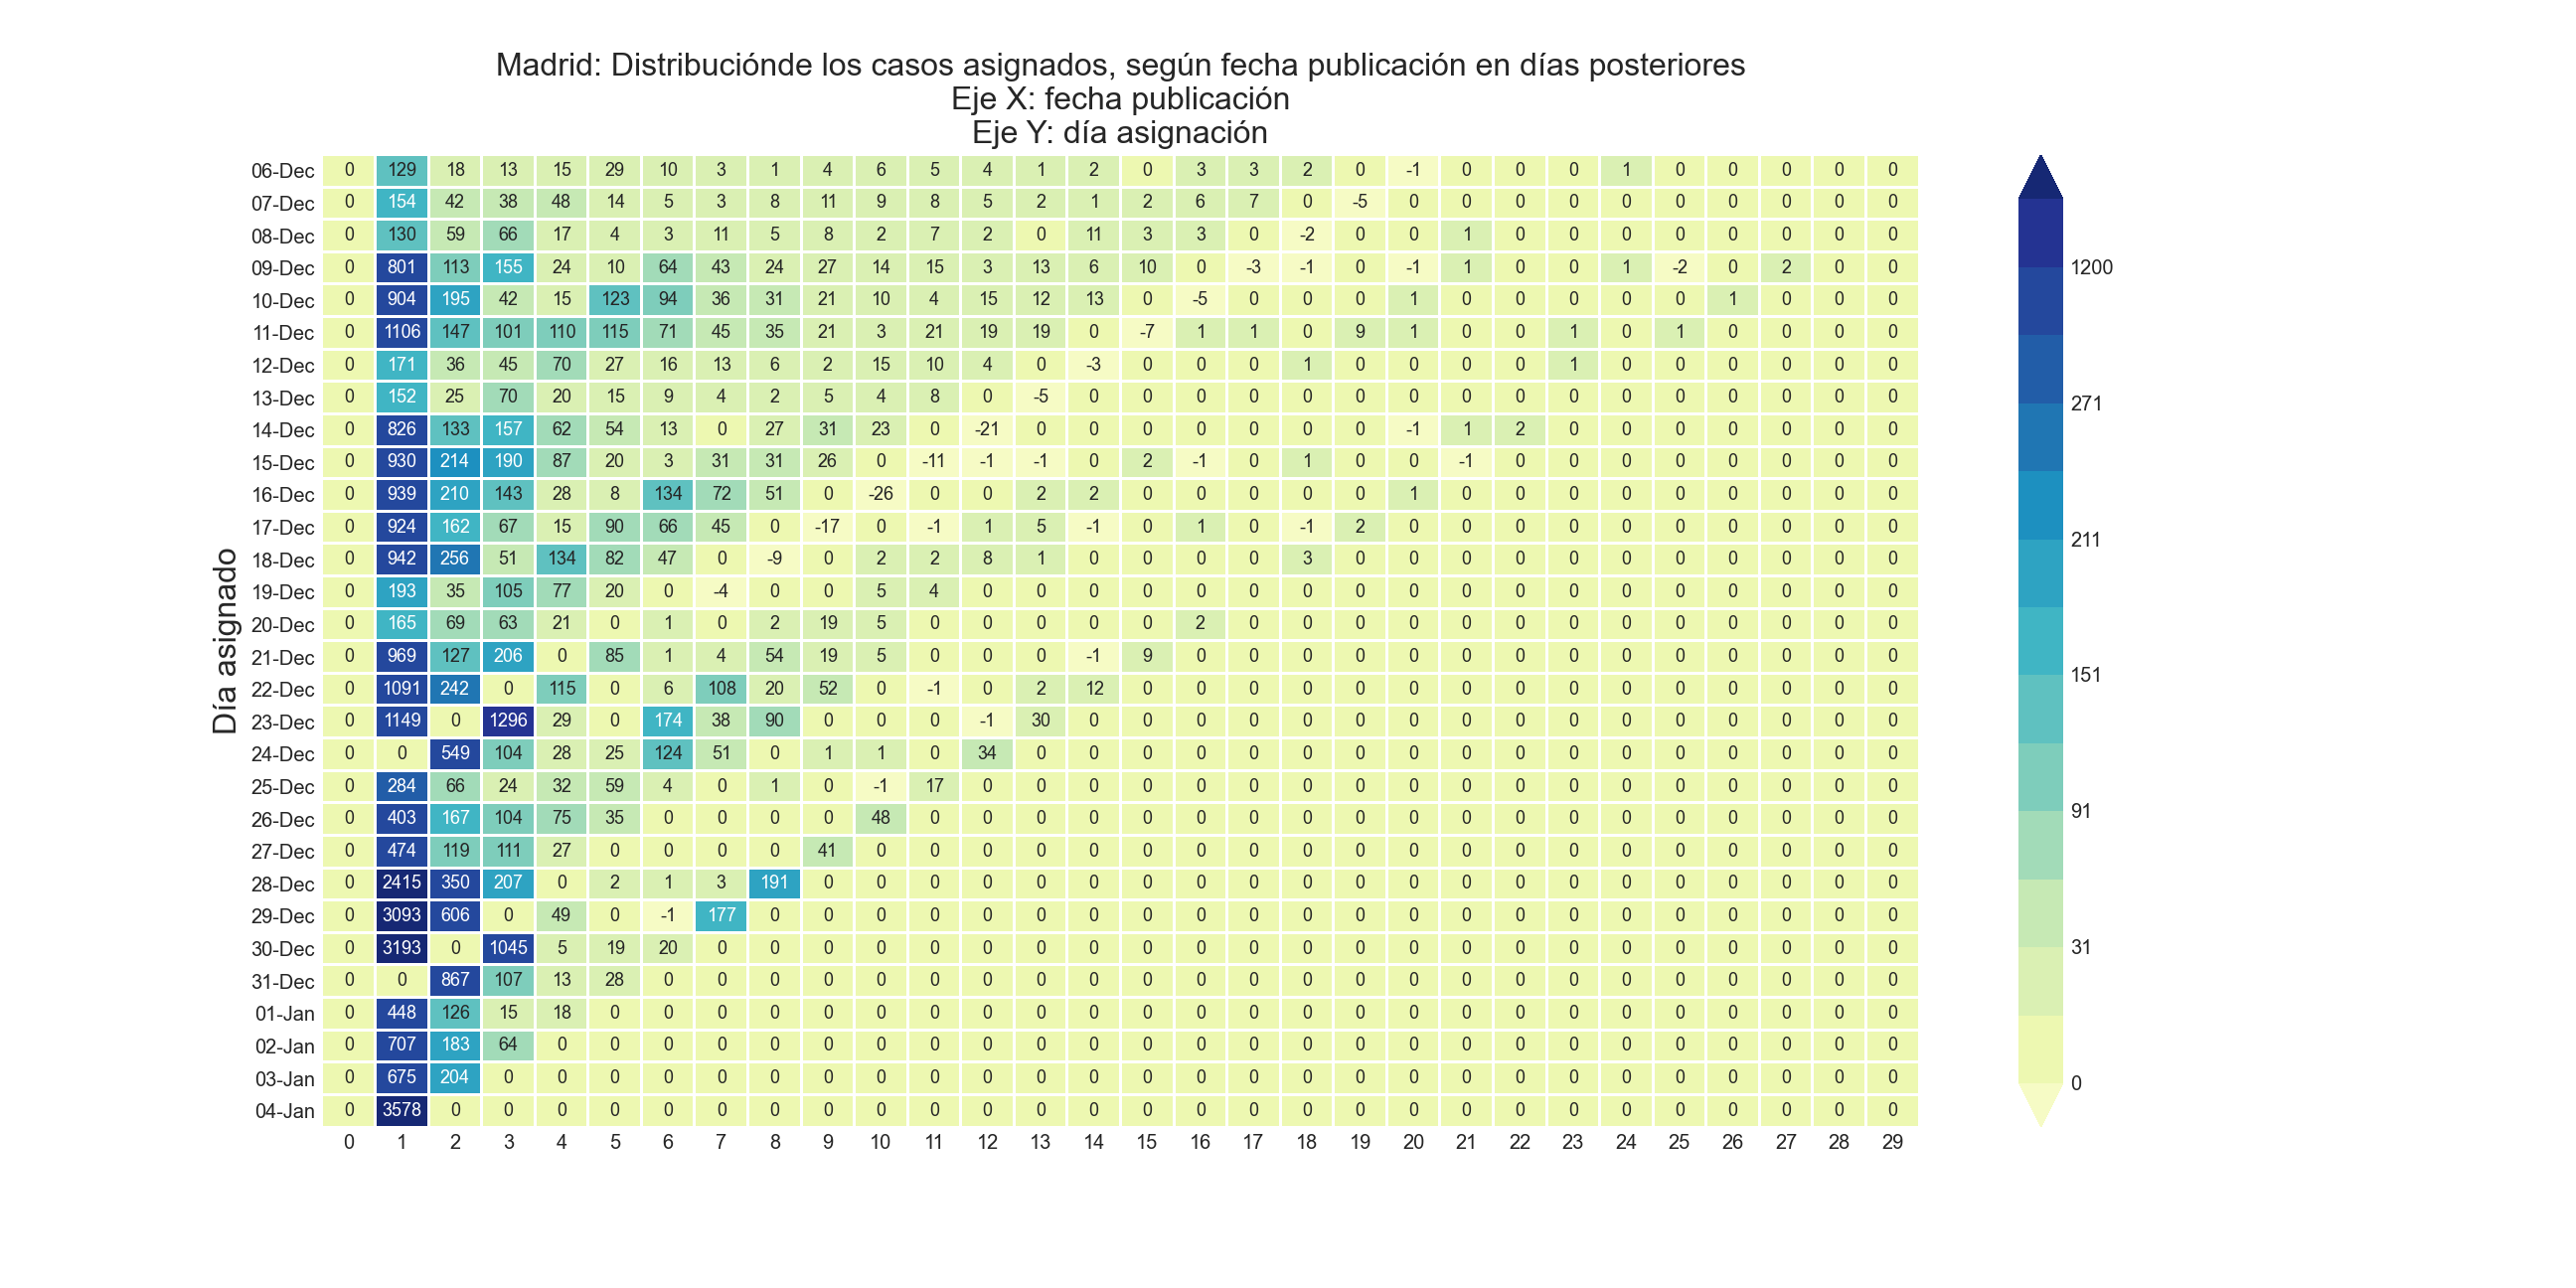 Madrid: Distribuciónde los casos asignados, según fecha publicación en días posteriores
Eje X: fecha publicación
Eje Y: día asignación
Día asignado
06-Dec 0 129 18 13 15 29 10 3 1 4 6 5 4 1 2 0 3 3 2 0 -1 0 0 0 1 0 0 0 0 0
07-Dec 0 154 42 38 48 14 5 3 8 11 9 8 5 2 1 2 6 7 0 -5 0 0 0 0 0 0 0 0 0 0
08-Dec 0 130 59 66 17 4 3 11 5 8 2 7 2 0 11 3 3 0 -2 0 0 1 0 0 0 0 0 0 0 0
09-Dec 0 801 113 155 24 10 64 43 24 27 14 15 3 13 6 10 0 -3 -1 0 -1 1 0 0 1 -2 0 2 0 0
10-Dec 0 904 195 42 15 123 94 36 31 21 10 4 15 12 13 0 -5 0 0 0 1 0 0 0 0 0 1 0 0 0
11-Dec 0 1106 147 101 110 115 71 45 35 21 3 21 19 19 0 -7 1 1 0 9 1 0 0 1 0 1 0 0 0 0
12-Dec 0 171 36 45 70 27 16 13 6 2 15 10 4 0 -3 0 0 0 1 0 0 0 0 1 0 0 0 0 0 0
13-Dec 0 152 25 70 20 15 9 4 2 5 4 8 0 -5 0 0 0 0 0 0 0 0 0 0 0 0 0 0 0 0
14-Dec 0 826 133 157 62 54 13 0 27 31 23 0 -21 0 0 0 0 0 0 0 -1 1 2 0 0 0 0 0 0 0
15-Dec 0 930 214 190 87 20 3 31 31 26 0 -11 -1 -1 0 2 -1 0 1 0 0 -1 0 0 0 0 0 0 0 0
16-Dec 0 939 210 143 28 8 134 72 51 0 -26 0 0 2 2 0 0 0 0 0 1 0 0 0 0 0 0 0 0 0
17-Dec 0 924 162 67 15 90 66 45 0 -17 0 -1 1 5 -1 0 1 0 -1 2 0 0 0 0 0 0 0 0 0 0
18-Dec 0 942 256 51 134 82 47 0 -9 0 2 2 8 1 0 0 0 0 3 0 0 0 0 0 0 0 0 0 0 0
19-Dec 0 193 35 105 77 20 0 -4 0 0 5 4 0 0 0 0 0 0 0 0 0 0 0 0 0 0 0 0 0 0
20-Dec 0 165 69 63 21 0 1 0 2 19 5 0 0 0 0 0 2 0 0 0 0 0 0 0 0 0 0 0 0 0
21-Dec 0 969 127 206 0 85 1 4 54 19 5 0 0 0 -1 9 0 0 0 0 0 0 0 0 0 0 0 0 0 0
22-Dec 0 1091 242 0 115 0 6 108 20 52 0 -1 0 2 12 0 0 0 0 0 0 0 0 0 0 0 0 0 0 0
23-Dec 0 1149 0 1296 29 0 174 38 90 0 0 0 -1 30 0 0 0 0 0 0 0 0 0 0 0 0 0 0 0 0
24-Dec 0 0 549 104 28 25 124 51 0 1 1 0 34 0 0 0 0 0 0 0 0 0 0 0 0 0 0 0 0 0
25-Dec 0 284 66 24 32 59 4 0 1 0 -1 17 0 0 0 0 0 0 0 0 0 0 0 0 0 0 0 0 0 0
26-Dec 0 403 167 104 75 35 0 0 0 0 48 0 0 0 0 0 0 0 0 0 0 0 0 0 0 0 0 0 0 0
27-Dec 0 474 119 111 27 0 0 0 0 41 0 0 0 0 0 0 0 0 0 0 0 0 0 0 0 0 0 0 0 0
28-Dec 0 2415 350 207 0 2 1 3 191 0 0 0 0 0 0 0 0 0 0 0 0 0 0 0 0 0 0 0 0 0
29-Dec 0 3093 606 0 49 0 -1 177 0 0 0 0 0 0 0 0 0 0 0 0 0 0 0 0 0 0 0 0 0 0
30-Dec 0 3193 0 1045 5 19 20 0 0 0 0 0 0 0 0 0 0 0 0 0 0 0 0 0 0 0 0 0 0 0
31-Dec 0 0 867 107 13 28 0 0 0 0 0 0 0 0 0 0 0 0 0 0 0 0 0 0 0 0 0 0 0 0
01-Jan 0 448 126 15 18 0 0 0 0 0 0 0 0 0 0 0 0 0 0 0 0 0 0 0 0 0 0 0 0 0
02-Jan 0 707 183 64 0 0 0 0 0 0 0 0 0 0 0 0 0 0 0 0 0 0 0 0 0 0 0 0 0 0
03-Jan 0 675 204 0 0 0 0 0 0 0 0 0 0 0 0 0 0 0 0 0 0 0 0 0 0 0 0 0 0 0
04-Jan 0 3578 0 0 0 0 0 0 0 0 0 0 0 0 0 0 0 0 0 0 0 0 0 0 0 0 0 0 0 0
0 1 2 3 4 5 6 7 8 9 10 11 12 13 14 15 16 17 18 19 20 21 22 23 24 25 26 27 28 29
1200
271
211
151
91
31
0